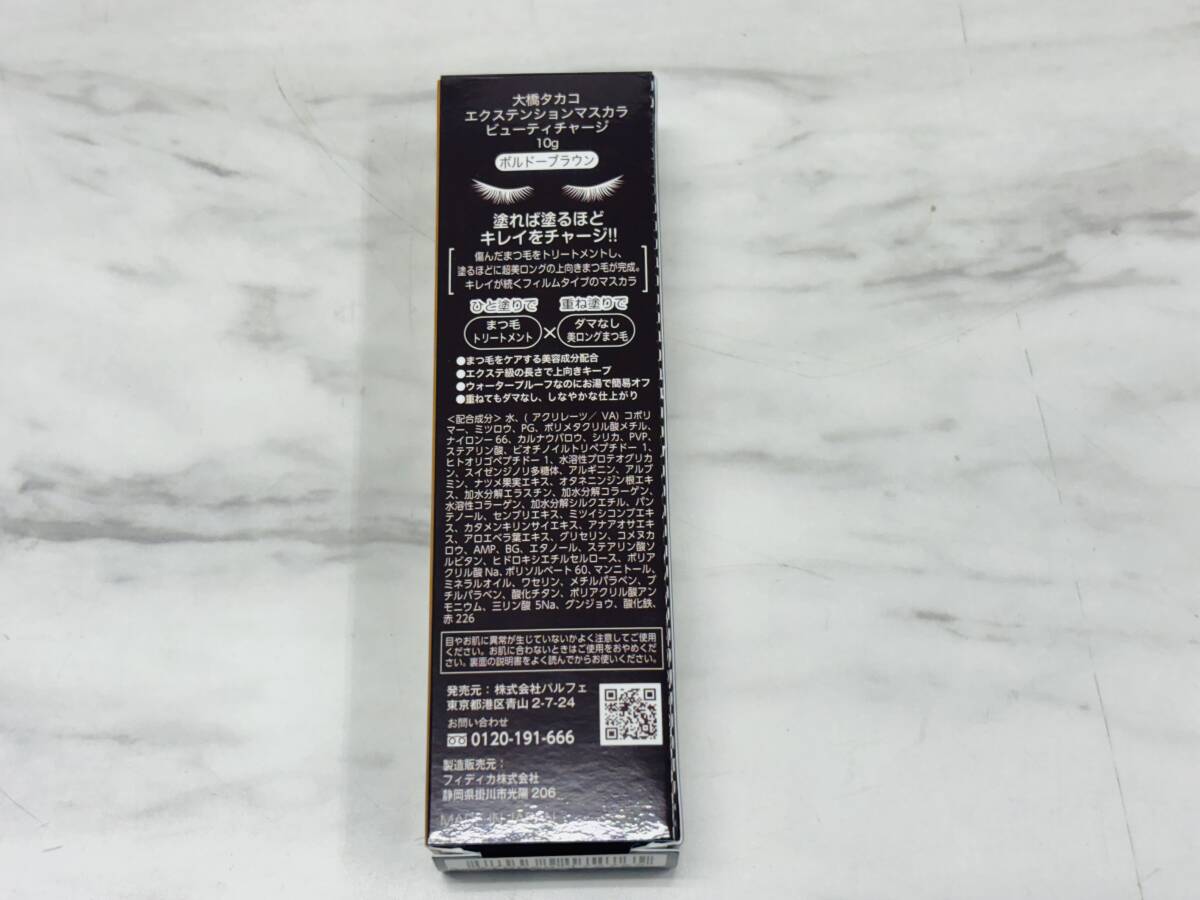 大橋タカコ
エクステンションマスカラ
ビューティチャージ
10g
ボルドーブラウン
塗れば塗るほど
キレイをチャージ!!
傷んだまつ毛をトリートメントし、
塗るほどに超美ロングの上向きまつ毛が完成。
キレイが続くフィルムタイプのマスカラ
ひと塗りで 重ね塗りで
まつ毛 ダマなし
トリートメント × 美ロングまつ毛
●まつ毛をケアする美容成分配合
●エクステ級の長さで上向きキープ
●ウォータープルーフなのにお湯で簡易オフ
●重ねてもダマなし、しなやかな仕上がり
<配合成分> 水、( アクリレーツ/ VA) コポリ
マー、ミツロウ、PG、ポリメタクリル酸メチル、
ナイロンー66、カルナウバロウ、シリカ、PVP、
ステアリン酸、ビオチノイルトリペプチドー 1、
ヒトオリゴペプチドー 1、水溶性プロテオグリカ
ン、スイゼンジノリ多糖体、アルギニン、アルブ
ミン、ナツメ果実エキス、オタネニンジン根エキ
ス、加水分解エラスチン、加水分解コラーゲン、
水溶性コラーゲン、加水分解シルクエチル、パン
テノール、センブリエキス、ミツイシコンブエキ
ス、カタメンキリンサイエキス、アナアオサエキ
ス、アロエベラ葉エキス、グリセリン、コメヌカ
ロウ、AMP、BG、エタノール、ステアリン酸ソ
ルビタン、ヒドロキシエチルセルロース、ポリア
クリル酸 Na、ポリソルベート 60、マンニトール、
ミネラルオイル、ワセリン、メチルパラベン、ブ
チルパラベン、酸化チタン、ポリアクリル酸アン
モニウム、三リン酸 5Na、グンジョウ、酸化鉄、
赤 226
目やお肌に異常が生じていないかよく注意してご使用
ください。お肌に合わないときはご使用をおやめくだ
さい。裏面の説明書をよく読んでからお使いください。
発売元：株式会社パルフェ
東京都港区青山 2-7-24
お問い合わせ
0120-191-666
製造販売元：
フィディカ株式会社
静岡県掛川市光陽 206
MADE IN JAPAN